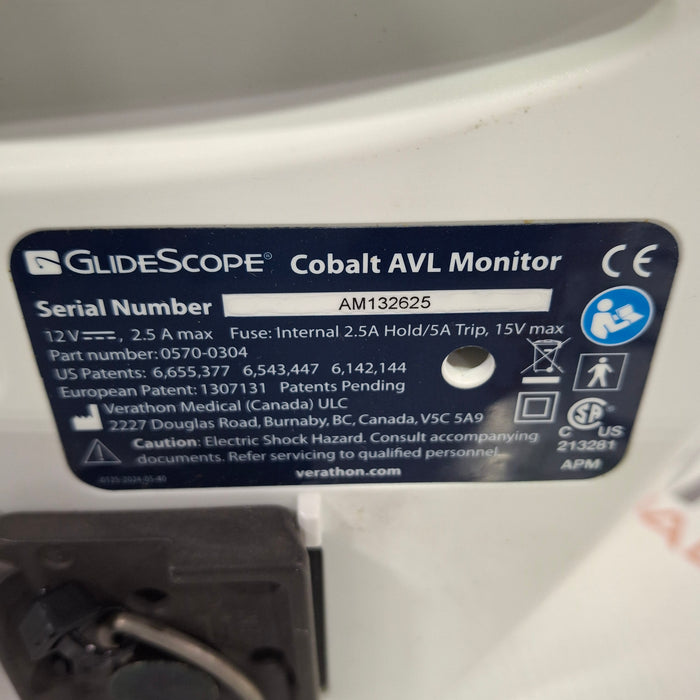 GLIDESCOPE® Cobalt AVL Monitor CE
Serial Number AM132625
12V⎓, 2.5 A max Fuse: Internal 2.5A Hold/5A Trip, 15V max
Part number: 0570-0304
US Patents: 6,655,377 6,543,447 6,142,144
European Patent: 1307131 Patents Pending
Verathon Medical (Canada) ULC
2227 Douglas Road, Burnaby, BC, Canada, V5C 5A9
Caution: Electric Shock Hazard. Consult accompanying
documents. Refer servicing to qualified personnel.
verathon.com
C SA US
213281
APM